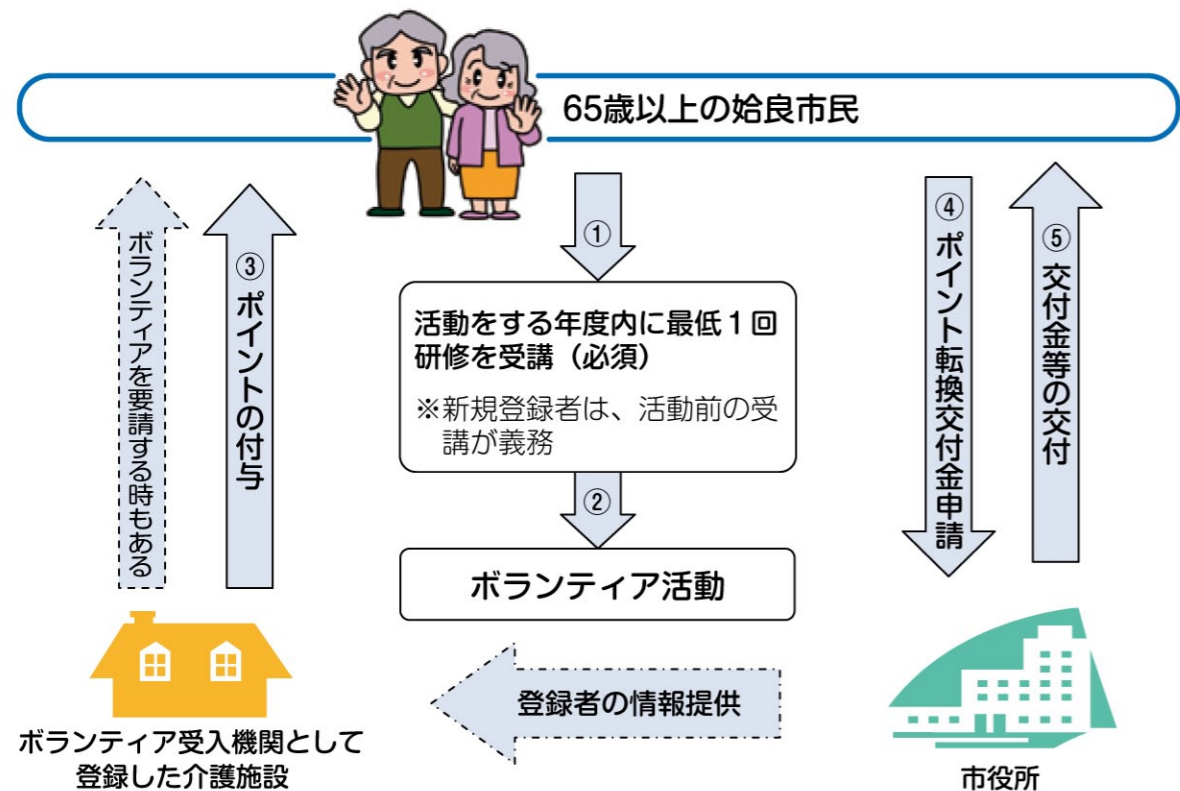 65歳以上の姶良市民
ボランティアを要請する時もある
③ ポイントの付与
①
活動をする年度内に最低1回
研修を受講（必須）
※新規登録者は、活動前の受
講が義務
②
ボランティア活動
④ ポイント転換交付金申請
⑤ 交付金等の交付
登録者の情報提供
ボランティア受入機関として
登録した介護施設
市役所